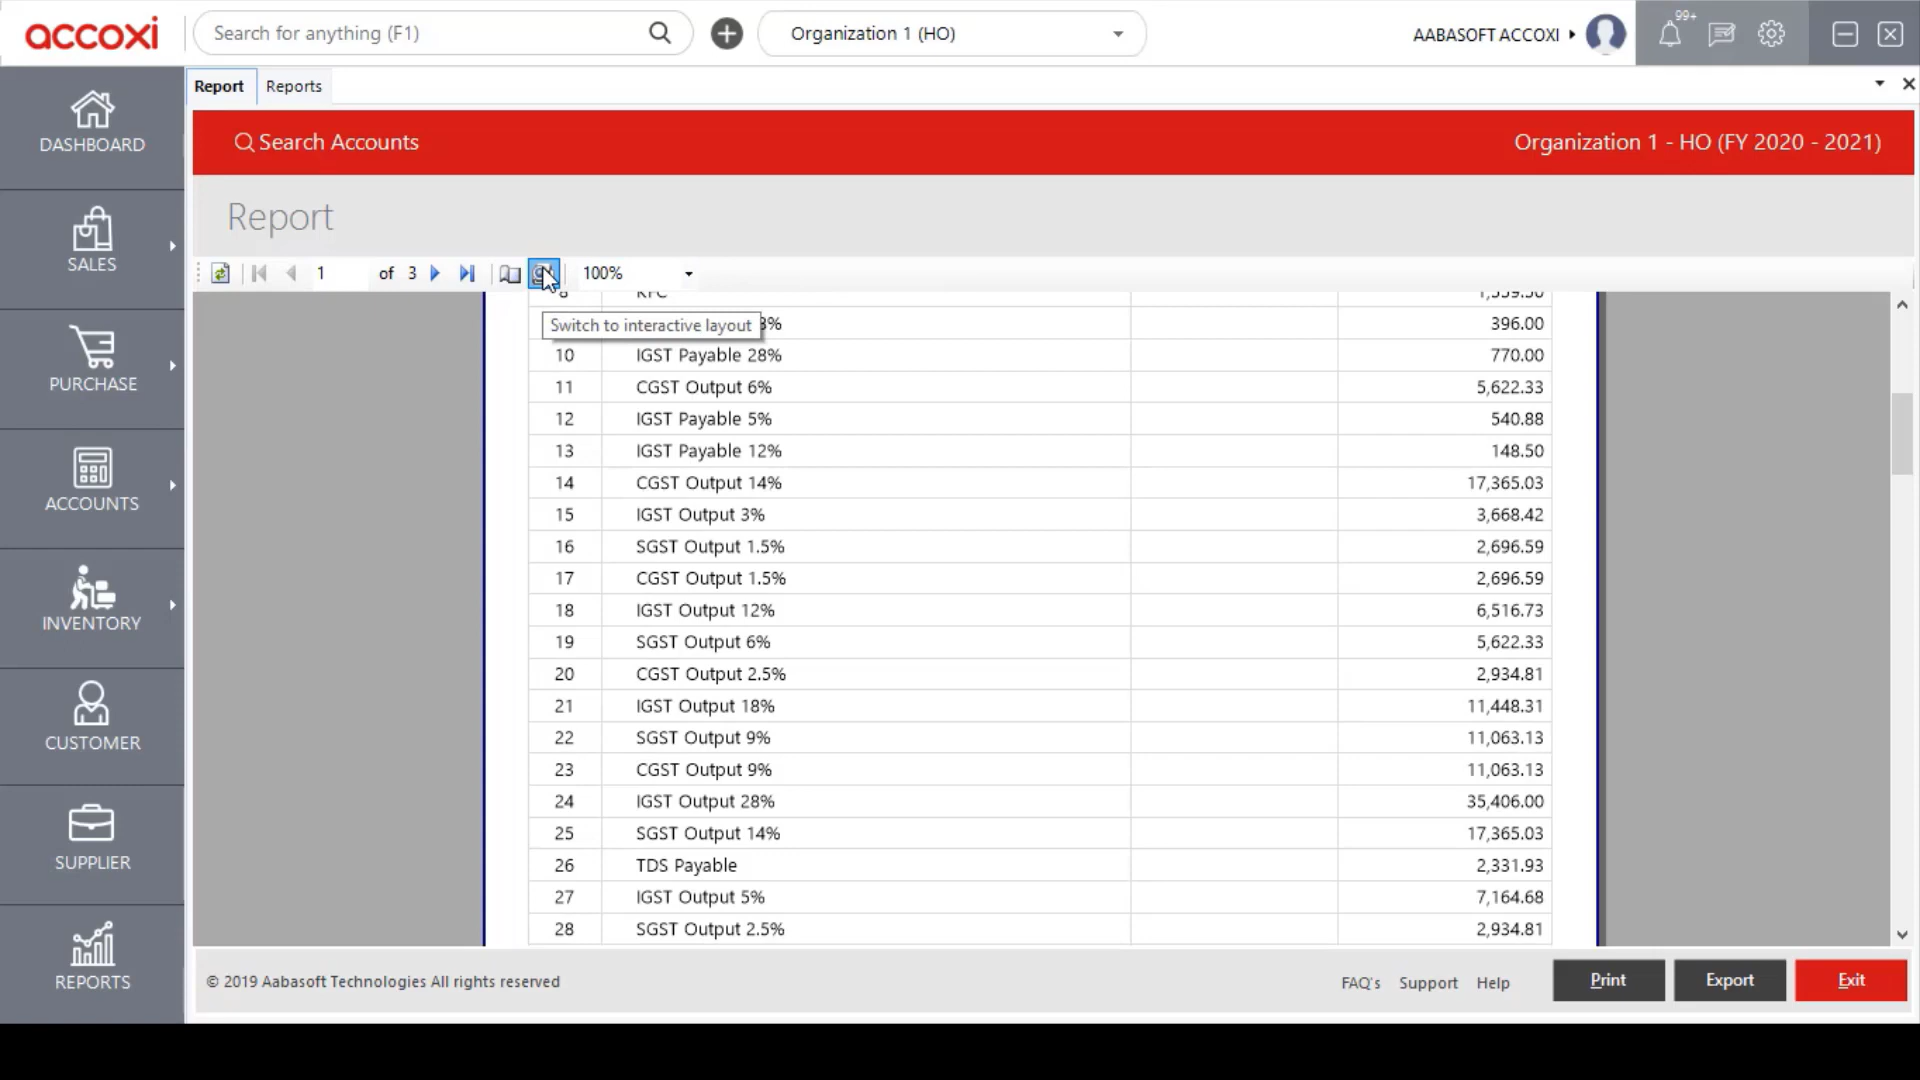 accoxi
Search for anything (F1)
Organization 1 (HO)
AABASOFT ACCOXI
99+
Report
Reports
Search Accounts
Organization 1 - HO (FY 2020 - 2021)
DASHBOARD
SALES
PURCHASE
ACCOUNTS
INVENTORY
CUSTOMER
SUPPLIER
REPORTS
Report
1 of 3 100%
Switch to interactive layout
8 KFC
396.00
10 IGST Payable 28% 770.00
11 CGST Output 6% 5,622.33
12 IGST Payable 5% 540.88
13 IGST Payable 12% 148.50
14 CGST Output 14% 17,365.03
15 IGST Output 3% 3,668.42
16 SGST Output 1.5% 2,696.59
17 CGST Output 1.5% 2,696.59
18 IGST Output 12% 6,516.73
19 SGST Output 6% 5,622.33
20 CGST Output 2.5% 2,934.81
21 IGST Output 18% 11,448.31
22 SGST Output 9% 11,063.13
23 CGST Output 9% 11,063.13
24 IGST Output 28% 35,406.00
25 SGST Output 14% 17,365.03
26 TDS Payable 2,331.93
27 IGST Output 5% 7,164.68
28 SGST Output 2.5% 2,934.81
© 2019 Aabasoft Technologies All rights reserved
FAQ's Support Help Print Export Exit